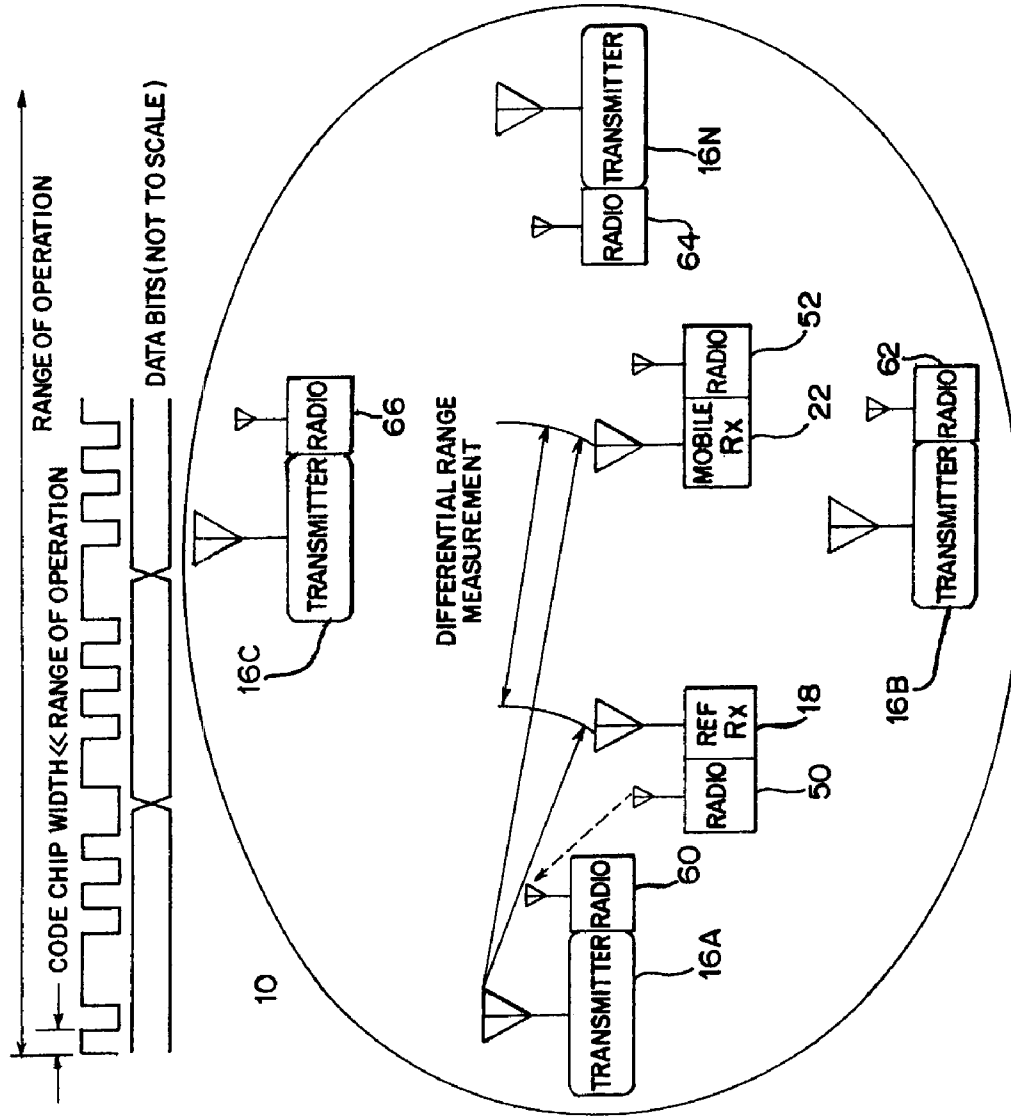 RANGE OF OPERATION
CODE CHIP WIDTH<<RANGE OF OPERATION
DATA BITS(NOT TO SCALE)
10
TRANSMITTER
RADIO
16C
66
DIFFERENTIAL RANGE
MEASUREMENT
TRANSMITTER
RADIO
16A
60
RADIO
REF
Rx
50
18
MOBILE
Rx
RADIO
22
52
RADIO
TRANSMITTER
64
16N
TRANSMITTER
RADIO
16B
62